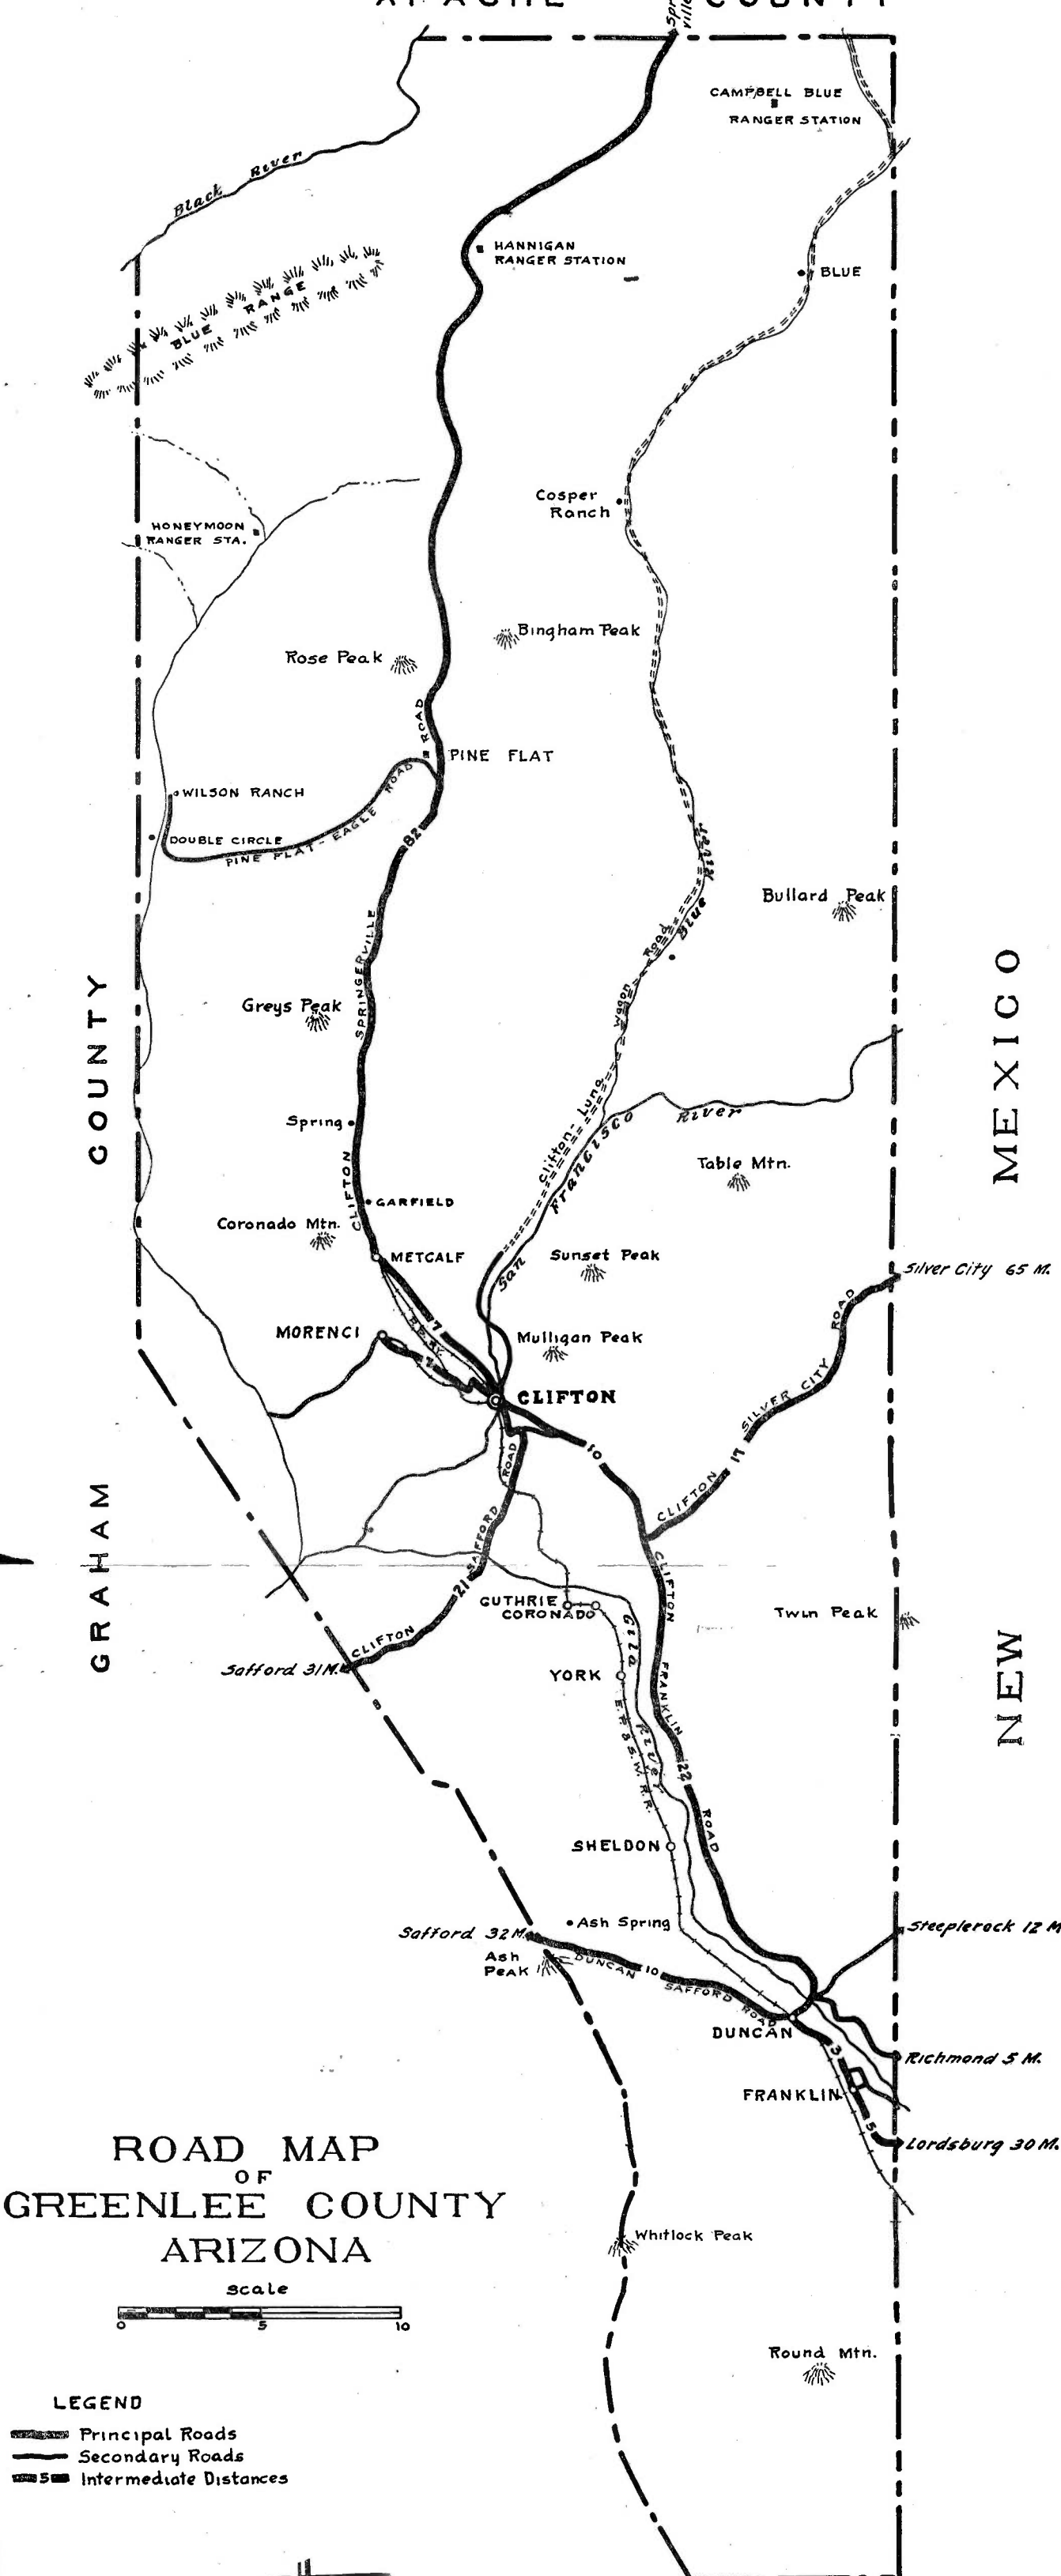 APACHE COUNTY
Spr
ville
CAMPBELL BLUE
RANGER STATION
Black River
HANNIGAN
RANGER STATION
BLUE
BLUE RANGE
Cosper
Ranch
HONEYMOON
RANGER STA.
Bingham Peak
Rose Peak
ROAD
PINE FLAT
WILSON RANCH
DOUBLE CIRCLE
PINE FLAT - EAGLE ROAD
82
Blue River
Bullard Peak
SPRINGERVILLE
Greys Peak
Clifton - Luna Wagon Road
COUNTY
MEXICO
San Francisco River
Spring
Table Mtn.
CLIFTON
GARFIELD
Coronado Mtn.
METCALF
Sunset Peak
Silver City 65 M.
7
MORENCI
7
Mulligan Peak
CLIFTON
CLIFTON 17 SILVER CITY ROAD
10
GRAHAM
CLIFTON 21 SAFFORD ROAD
CLIFTON FRANKLIN 22 ROAD
GUTHRIE
CORONADO
Gila River
Twin Peak
Safford 31 M.
YORK
E.P. & S.W. R.R.
NEW
SHELDON
Ash Spring
Safford 32 M.
Steeplerock 12 M
Ash
Peak
DUNCAN 10 SAFFORD ROAD
DUNCAN
3
Richmond 5 M.
FRANKLIN
5
Lordsburg 30 M.
ROAD MAP
OF
GREENLEE COUNTY
ARIZONA
scale
0 5 10
Whitlock Peak
Round Mtn.
LEGEND
Principal Roads
Secondary Roads
5 Intermediate Distances